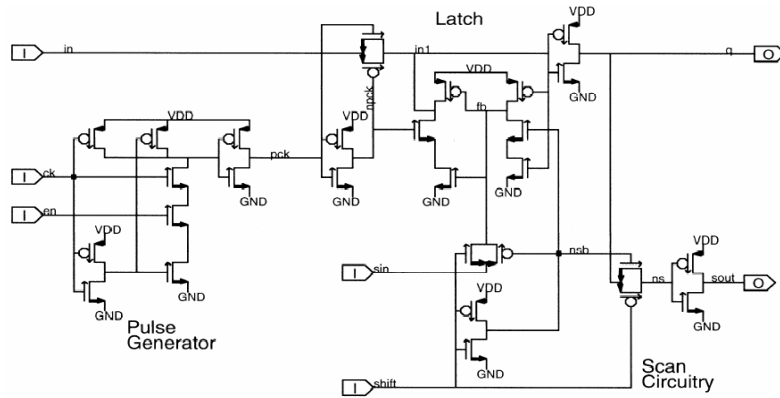 Latch
VDD
I in in1 q O
VDD
npck fb
GND
VDD VDD
pck
I ck
GND GND GND GND
I en
VDD
nsb
I sin ns sout O
VDD VDD
GND GND
GND
Pulse
Generator
GND
GND
Scan
Circuitry
I shift